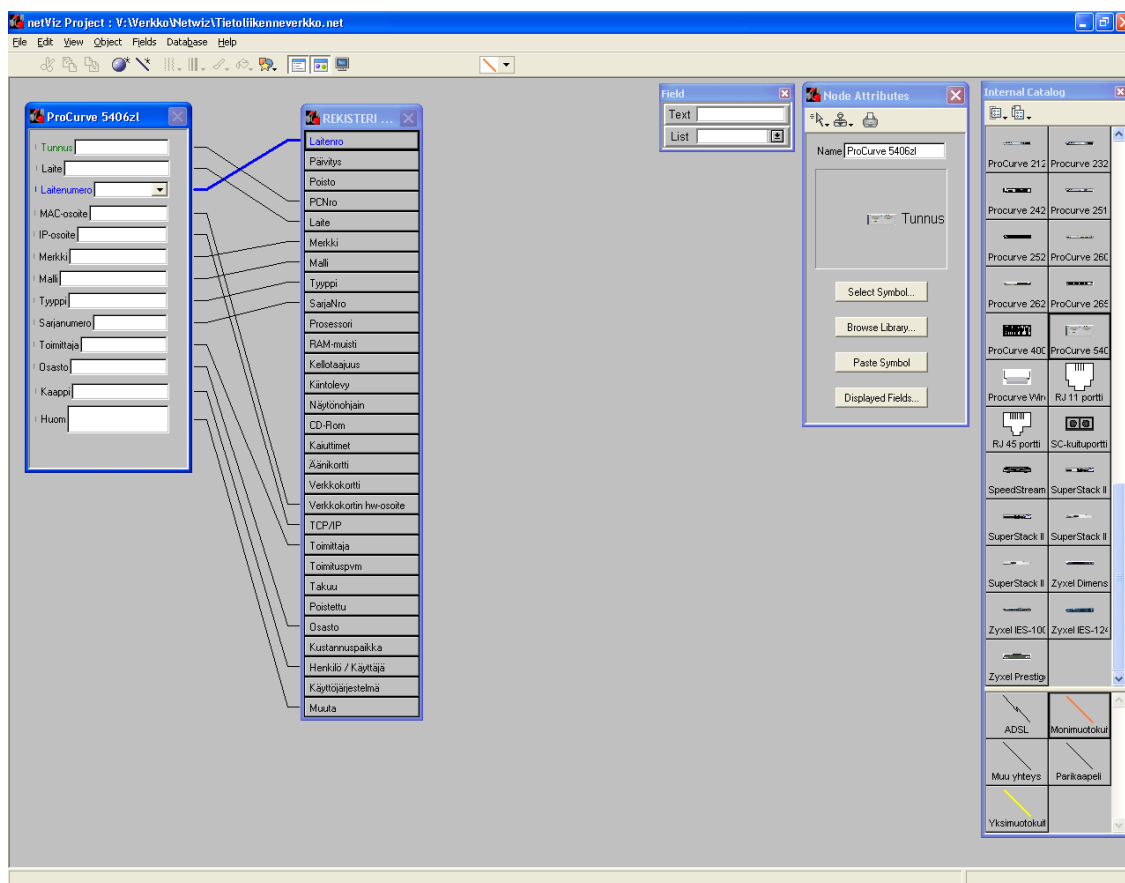 netViz Project : V:\Verkko\Netwiz\Tietoliikenneverkko.net
File Edit View Object Fields Database Help
ProCurve 5406zl
Tunnus
Laite
Laitenumero
MAC-osoite
IP-osoite
Merkki
Malli
Tyyppi
Sarjanumero
Toimittaja
Osasto
Kaappi
Huom
REKISTERI ...
Laitenro
Päivitys
Poisto
PCNro
Laite
Merkki
Malli
Tyyppi
SarjaNro
Prosessori
RAM-muisti
Kellotaajuus
Kiintolevy
Näytönohjain
CD-Rom
Kaiuttimet
Äänikortti
Verkkokortti
Verkkokortin hw-osoite
TCP/IP
Toimittaja
Toimituspvm
Takuu
Poistettu
Osasto
Kustannuspaikka
Henkilö / Käyttäjä
Käyttöjärjestelmä
Muuta
Field
Text
List
Node Attributes
Name ProCurve 5406zl
Tunnus
Select Symbol...
Browse Library...
Paste Symbol
Displayed Fields...
Internal Catalog
ProCurve 212 Procurve 232
Procurve 242 Procurve 251
Procurve 252 ProCurve 260
Procurve 262 ProCurve 265
ProCurve 400 ProCurve 540
Procurve Wire RJ 11 portti
RJ 45 portti SC-kuituportti
SpeedStream SuperStack II
SuperStack II SuperStack II
SuperStack II Zyxel Dimens
Zyxel IES-100 Zyxel IES-124
Zyxel Prestig
ADSL Monimuotokuit
Muu yhteys Parikaapeli
Yksimuotokuit